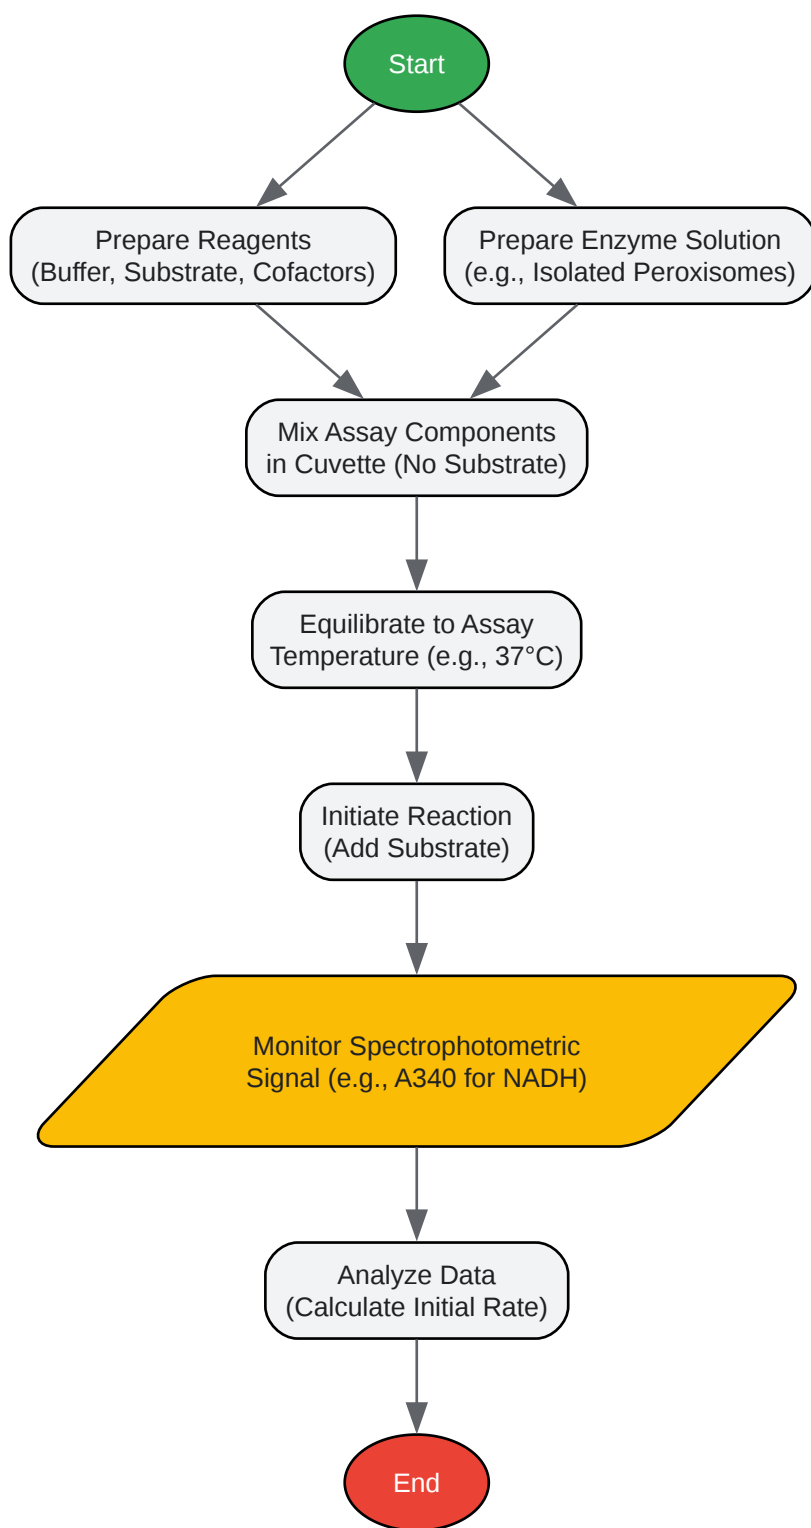 Start
Prepare Reagents
(Buffer, Substrate, Cofactors)
Prepare Enzyme Solution
(e.g., Isolated Peroxisomes)
Mix Assay Components
in Cuvette (No Substrate)
Equilibrate to Assay
Temperature (e.g., 37°C)
Initiate Reaction
(Add Substrate)
Monitor Spectrophotometric
Signal (e.g., A340 for NADH)
Analyze Data
(Calculate Initial Rate)
End